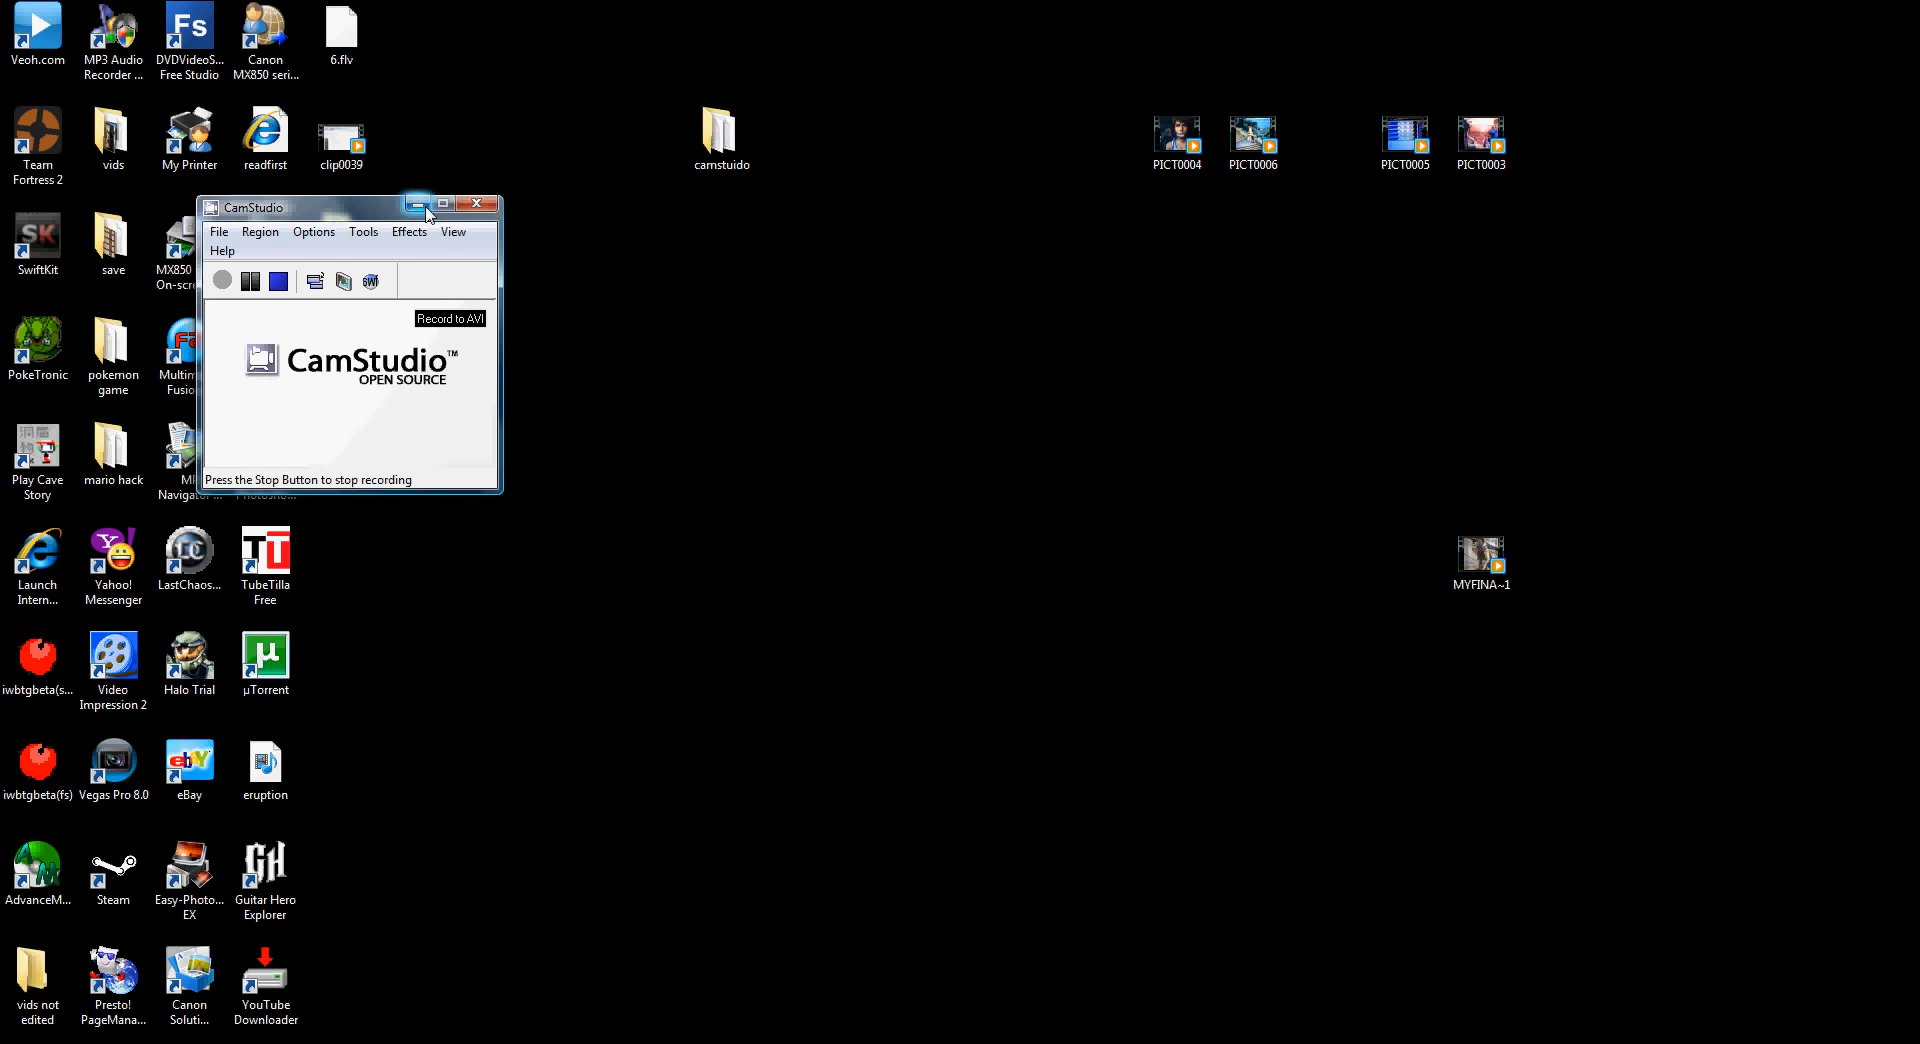 Veoh.com
MP3 Audio
Recorder ...
Fs
DVDVideoS...
Free Studio
Canon
MX850 seri...
6.flv
Team
Fortress 2
vids
My Printer
readfirst
clip0039
camstuido
PICT0004
PICT0006
PICT0005
PICT0003
CamStudio
File
Region
Options
Tools
Effects
View
Help
Record to AVI
CamStudio™
OPEN SOURCE
Press the Stop Button to stop recording
SK
SwiftKit
save
MX850
PokeTronic
pokemon
game
Play Cave
Story
mario hack
Launch
Intern...
Yahoo!
Messenger
LastChaos...
TubeTilla
Free
MYFINA~1
iwbtgbeta(s...
Video
Impression 2
Halo Trial
µ
µTorrent
iwbtgbeta(fs)
Vegas Pro 8.0
ebY
eBay
eruption
AM
AdvanceM...
Steam
Easy-Photo...
EX
GH
Guitar Hero
Explorer
vids not
edited
Presto!
PageMana...
Canon
Soluti...
YouTube
Downloader